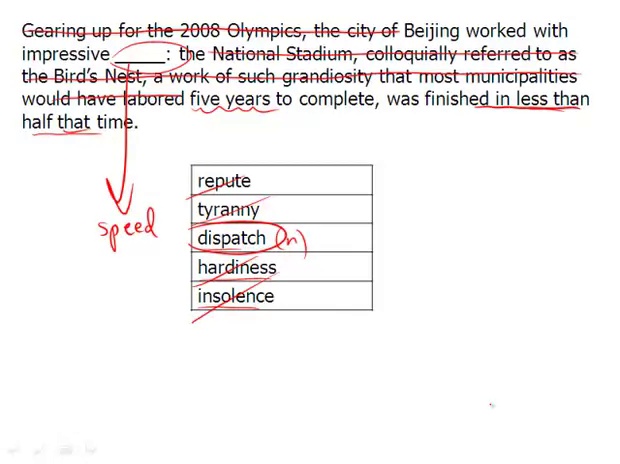 Gearing up for the 2008 Olympics, the city of Beijing worked with
impressive _____: the National Stadium, colloquially referred to as
the Bird's Nest, a work of such grandiosity that most municipalities
would have labored five years to complete, was finished in less than
half that time.
speed
repute
tyranny
dispatch (n)
hardiness
insolence